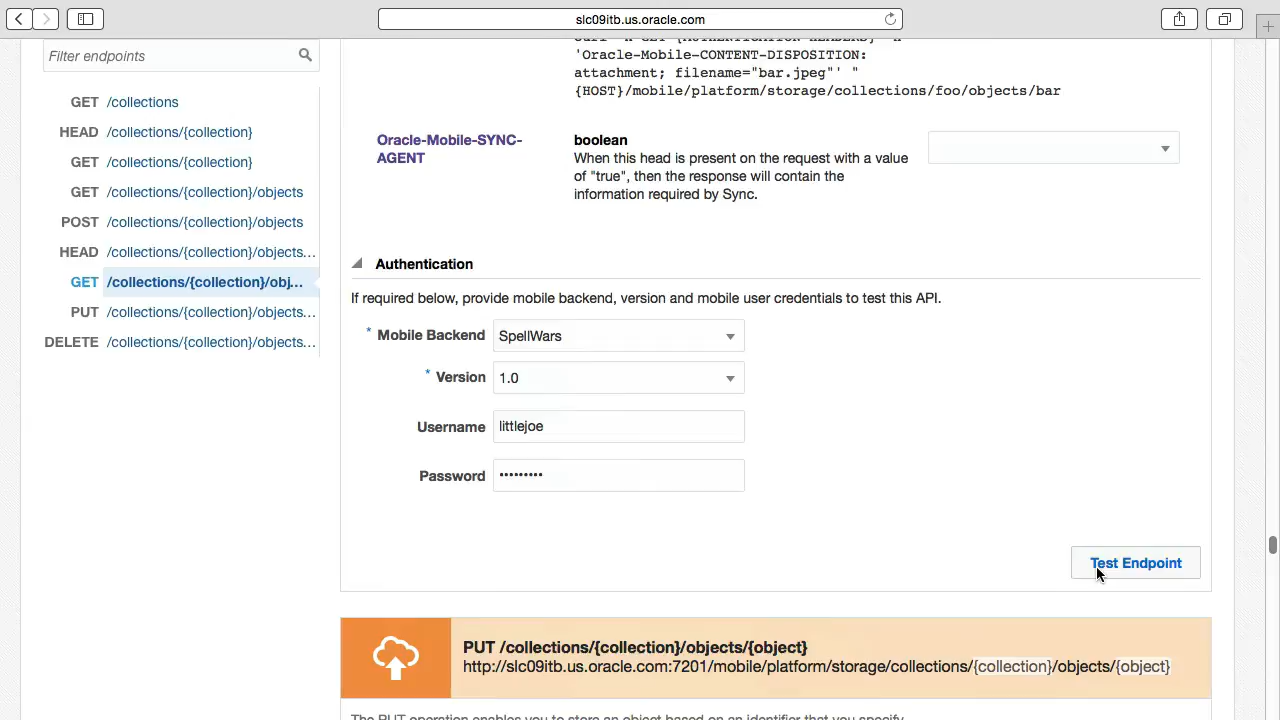 slc09itb.us.oracle.com
Filter endpoints
GET /collections
HEAD /collections/{collection}
GET /collections/{collection}
GET /collections/{collection}/objects
POST /collections/{collection}/objects
HEAD /collections/{collection}/objects...
GET /collections/{collection}/obj...
PUT /collections/{collection}/objects...
DELETE /collections/{collection}/objects...
'Oracle-Mobile-CONTENT-DISPOSITION:
attachment; filename="bar.jpeg"' "
{HOST}/mobile/platform/storage/collections/foo/objects/bar
Oracle-Mobile-SYNC-
AGENT
boolean
When this head is present on the request with a value
of "true", then the response will contain the
information required by Sync.
Authentication
If required below, provide mobile backend, version and mobile user credentials to test this API.
* Mobile Backend SpellWars
* Version 1.0
Username littlejoe
Password •••••••••
Test Endpoint
PUT /collections/{collection}/objects/{object}
http://slc09itb.us.oracle.com:7201/mobile/platform/storage/collections/{collection}/objects/{object}
The PUT operation enables you to store an object based on an identifier that you specify.